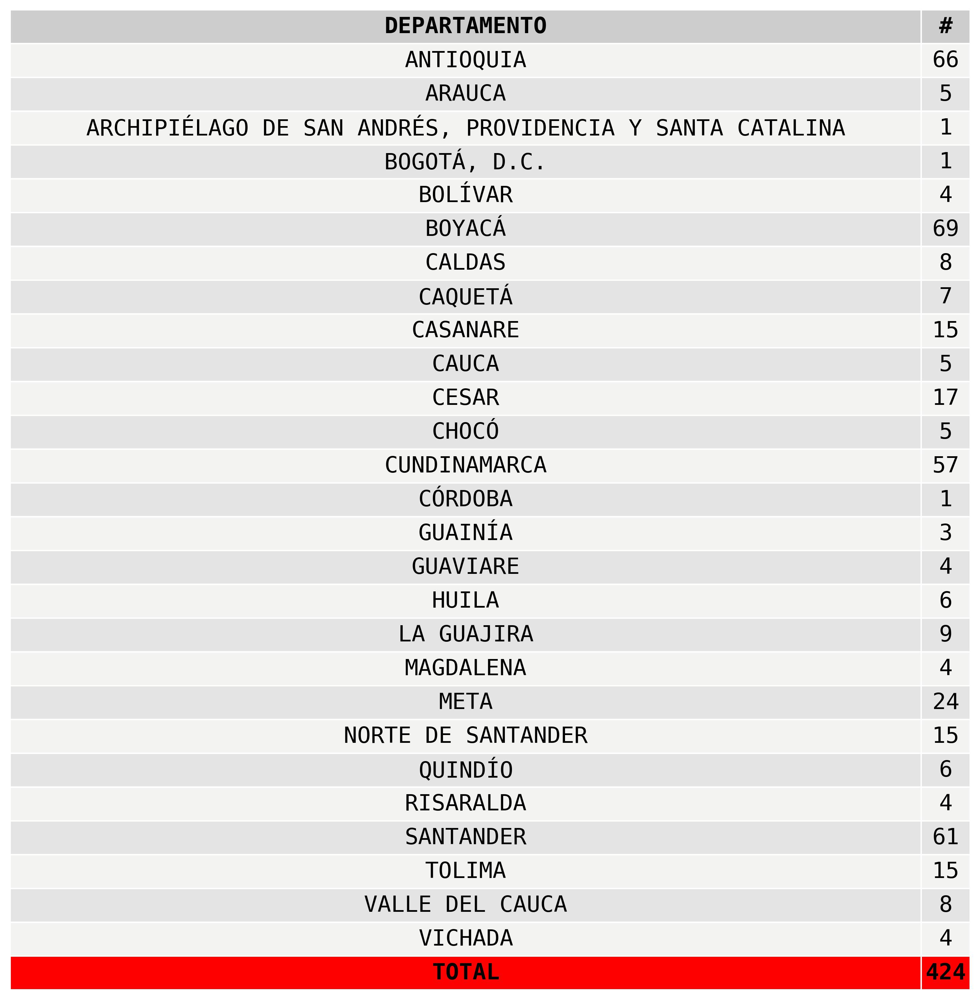 DEPARTAMENTO #
ANTIOQUIA 66
ARAUCA 5
ARCHIPIÉLAGO DE SAN ANDRÉS, PROVIDENCIA Y SANTA CATALINA 1
BOGOTÁ, D.C. 1
BOLÍVAR 4
BOYACÁ 69
CALDAS 8
CAQUETÁ 7
CASANARE 15
CAUCA 5
CESAR 17
CHOCÓ 5
CUNDINAMARCA 57
CÓRDOBA 1
GUAINÍA 3
GUAVIARE 4
HUILA 6
LA GUAJIRA 9
MAGDALENA 4
META 24
NORTE DE SANTANDER 15
QUINDÍO 6
RISARALDA 4
SANTANDER 61
TOLIMA 15
VALLE DEL CAUCA 8
VICHADA 4
TOTAL 424